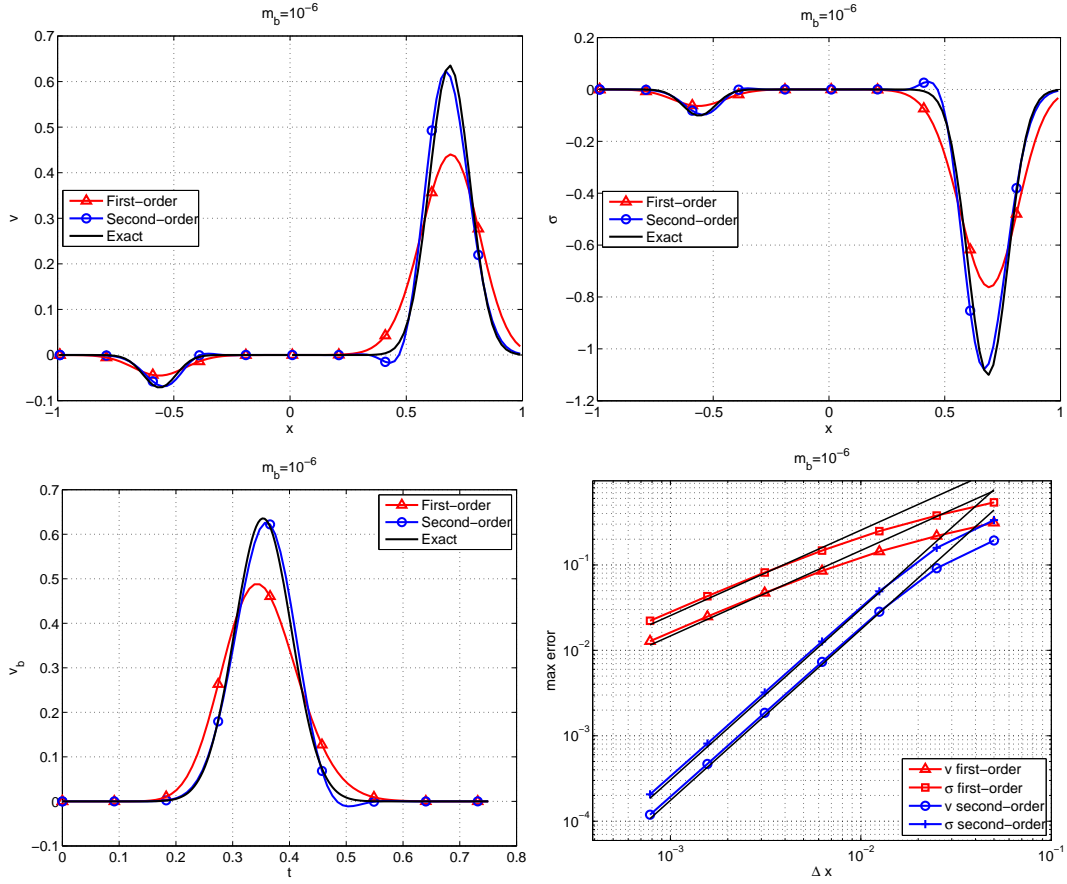 m_b=10^-6
0.7
0.6
0.5
0.4
0.3
0.2
0.1
0
−0.1
v
−1
−0.5
0
0.5
1
x
First−order
Second−order
Exact
m_b=10^-6
0.2
0
−0.2
−0.4
−0.6
−0.8
−1
−1.2
σ
−1
−0.5
0
0.5
1
x
First−order
Second−order
Exact
m_b=10^-6
0.7
0.6
0.5
0.4
0.3
0.2
0.1
0
−0.1
v_b
0
0.1
0.2
0.3
0.4
0.5
0.6
0.7
0.8
t
First−order
Second−order
Exact
m_b=10^-6
10^-1
10^-2
10^-3
10^-4
max error
10^-3
10^-2
10^-1
Δ x
v first−order
σ first−order
v second−order
σ second−order